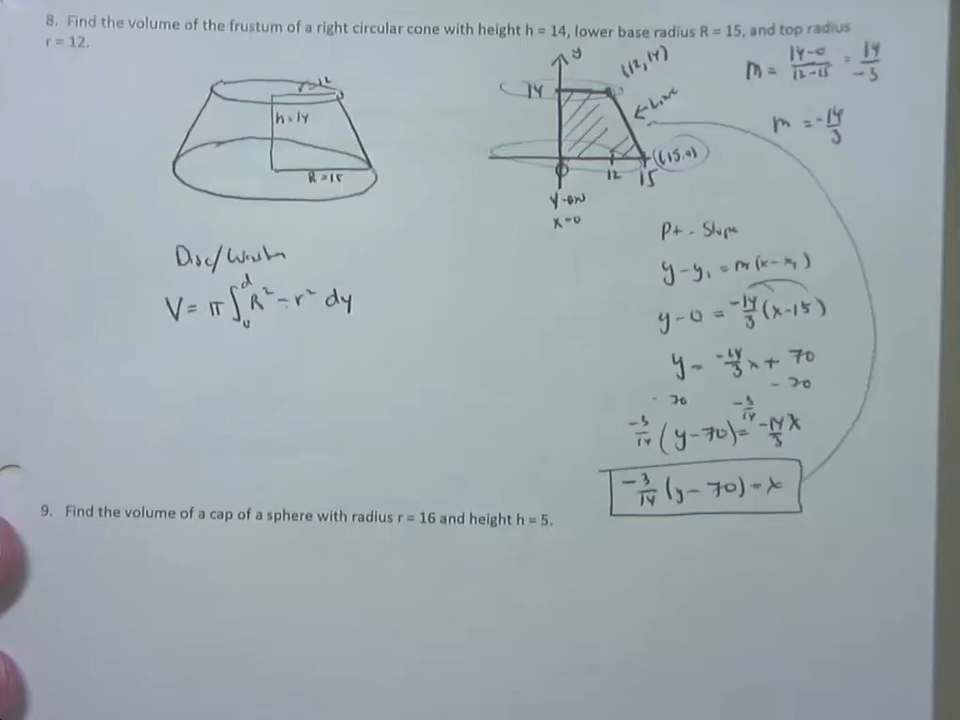 8. Find the volume of the frustum of a right circular cone with height h = 14, lower base radius R = 15, and top radius
r = 12.
r=12
h=14
R=15
y
(12,14)
14
line
(15,0)
12
15
y-axis
x=0
m = 14-0/12-15 = 14/-3
m = -14/3
Disc/Washer
V = π∫ R² - r² dy
d
Pt - Slope
y-y₁ = m(x-x₁)
y-0 = -14/3(x-15)
y = -14/3x + 70
-70
-70
-3/14
-3/14(y-70) = -14/3x
-3/14(y-70) = x
9. Find the volume of a cap of a sphere with radius r = 16 and height h = 5.